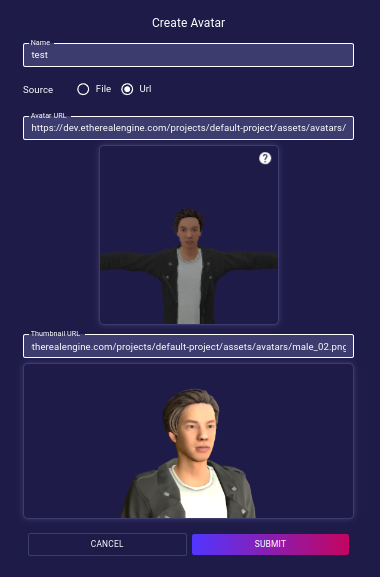 Create Avatar
Name
test
Source
File
Url
Avatar URL
https://dev.etherealengine.com/projects/default-project/assets/avatars/
?
Thumbnail URL
therealengine.com/projects/default-project/assets/avatars/male_02.png
CANCEL
SUBMIT